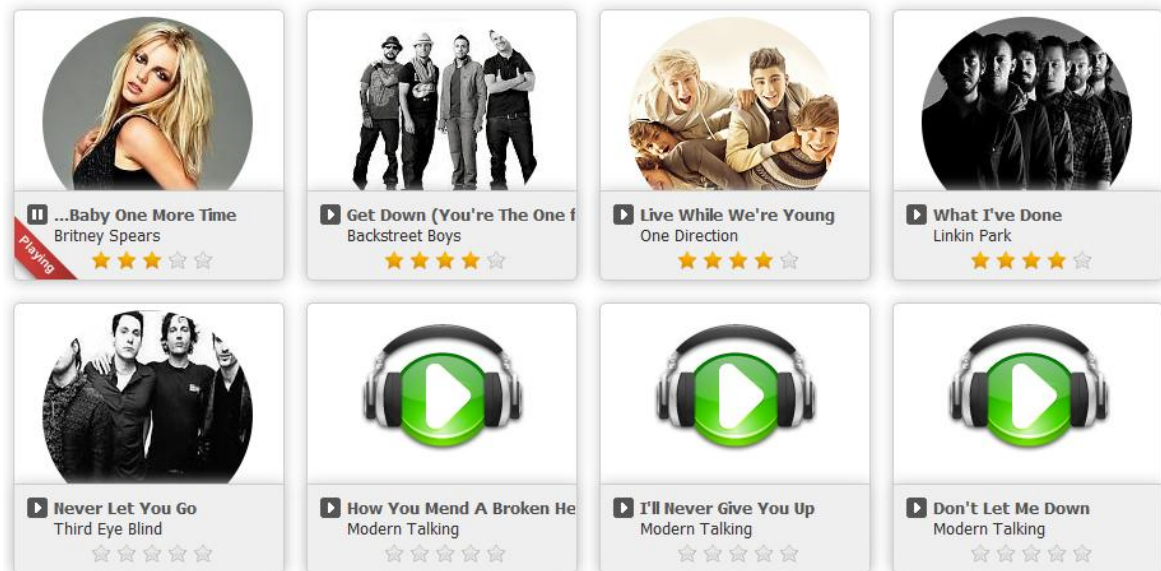 ...Baby One More Time
Britney Spears
Playing
Get Down (You're The One f
Backstreet Boys
Live While We're Young
One Direction
What I've Done
Linkin Park
Never Let You Go
Third Eye Blind
How You Mend A Broken He
Modern Talking
I'll Never Give You Up
Modern Talking
Don't Let Me Down
Modern Talking